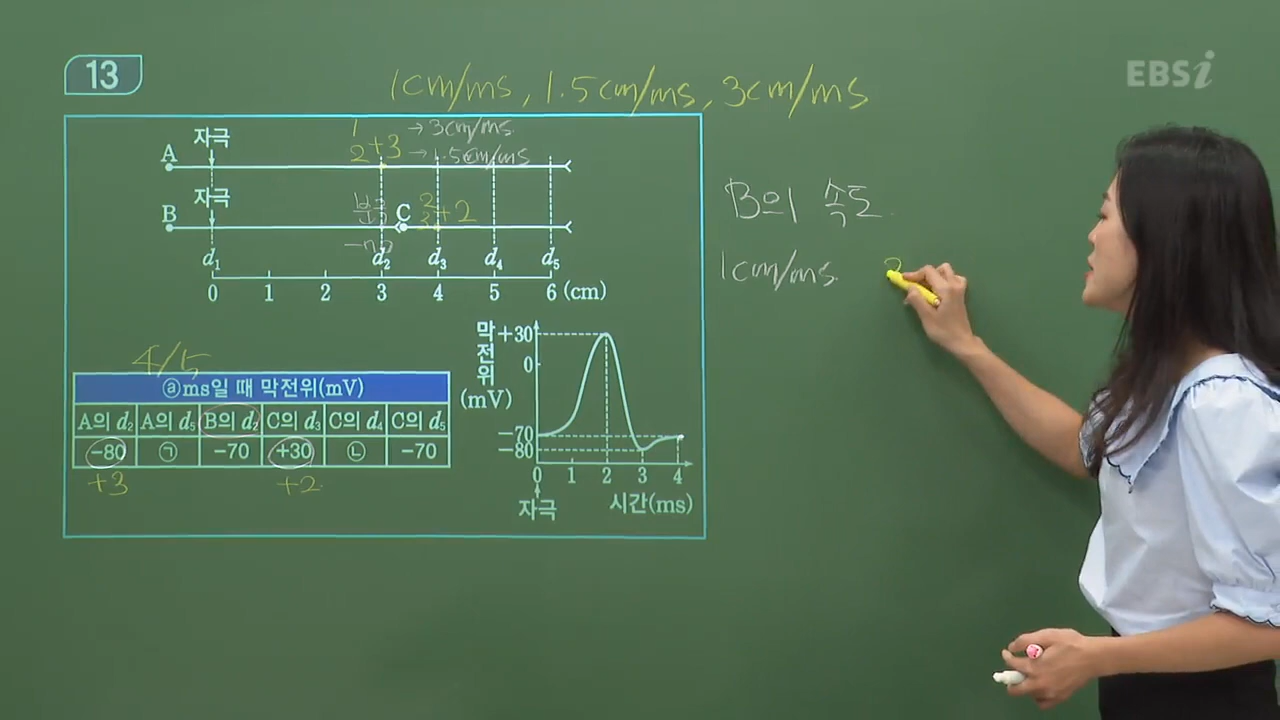 13
1cm/ms, 1.5cm/ms, 3cm/ms
EBSi
자극
1 → 3cm/ms.
2 +3 → 1.5cm/ms
A
자극
B
C
+2
d₁ d₂ d₃ d₄ d₅
0 1 2 3 4 5 6 (cm)
B의 속도
1cm/ms.
4/5
ⓐms일 때 막전위(mV)
A의 d₂ A의 d₅ B의 d₂ C의 d₃ C의 d₄ C의 d₅
-80 ㉠ -70 +30 ㉡ -70
+3 +2
막전위(mV)
+30
0
-70
-80
0 1 2 3 4
자극
시간(ms)